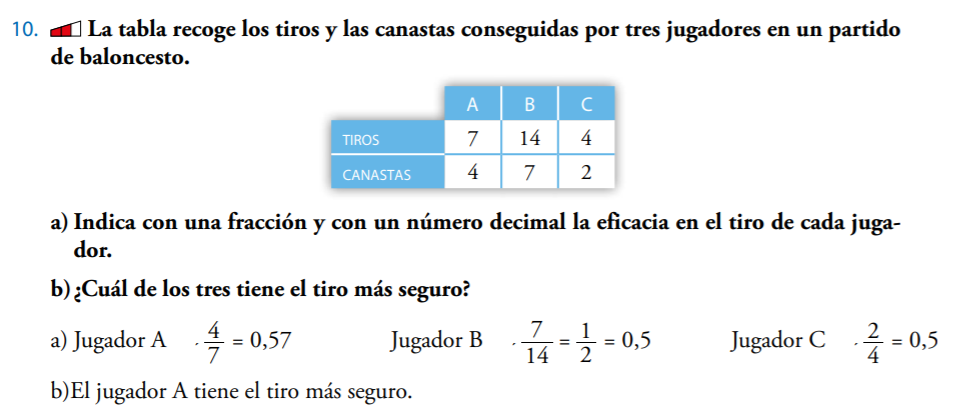 10. La tabla recoge los tiros y las canastas conseguidas por tres jugadores en un partido
de baloncesto.
A B C
TIROS 7 14 4
CANASTAS 4 7 2
a) Indica con una fracción y con un número decimal la eficacia en el tiro de cada juga-
dor.
b) ¿Cuál de los tres tiene el tiro más seguro?
a) Jugador A · 4/7 = 0,57 Jugador B · 7/14 = 1/2 = 0,5 Jugador C · 2/4 = 0,5
b)El jugador A tiene el tiro más seguro.